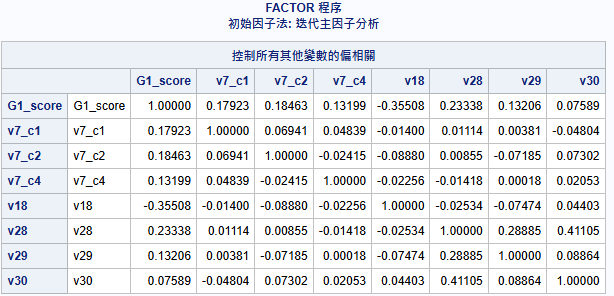 FACTOR 程序
初始因子法: 迭代主因子分析
控制所有其他變數的偏相關
G1_score v7_c1 v7_c2 v7_c4 v18 v28 v29 v30
G1_score G1_score 1.00000 0.17923 0.18463 0.13199 -0.35508 0.23338 0.13206 0.07589
v7_c1 v7_c1 0.17923 1.00000 0.06941 0.04839 -0.01400 0.01114 0.00381 -0.04804
v7_c2 v7_c2 0.18463 0.06941 1.00000 -0.02415 -0.08880 0.00855 -0.07185 0.07302
v7_c4 v7_c4 0.13199 0.04839 -0.02415 1.00000 -0.02256 -0.01418 0.00018 0.02053
v18 v18 -0.35508 -0.01400 -0.08880 -0.02256 1.00000 -0.02534 -0.07474 0.04403
v28 v28 0.23338 0.01114 0.00855 -0.01418 -0.02534 1.00000 0.28885 0.41105
v29 v29 0.13206 0.00381 -0.07185 0.00018 -0.07474 0.28885 1.00000 0.08864
v30 v30 0.07589 -0.04804 0.07302 0.02053 0.04403 0.41105 0.08864 1.00000